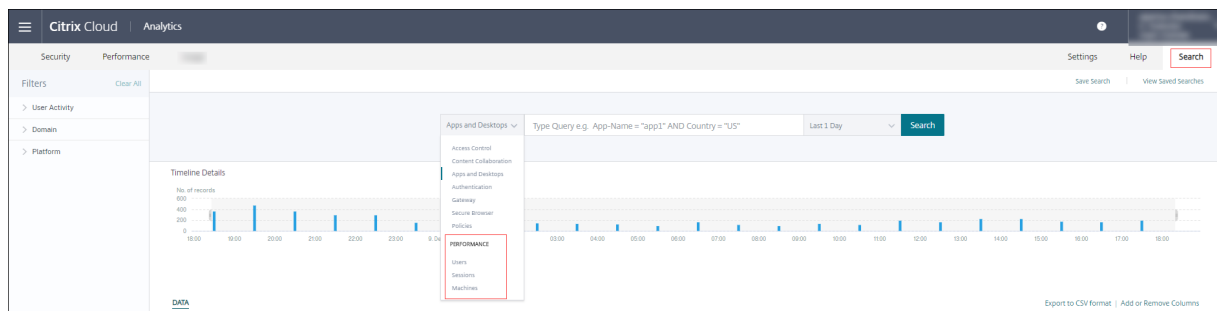 Citrix Cloud Analytics
Security Performance Settings Help Search
Filters Clear All Save Search View Saved Searches
User Activity
Domain
Platform
Apps and Desktops Type Query e.g. App-Name = "app1" AND Country = "US" Last 1 Day Search
Access Control
Content Collaboration
Apps and Desktops
Authentication
Gateway
Secure Browser
Policies
PERFORMANCE
Users
Sessions
Machines
Timeline Details
No. of records
600
400
200
0
18:00 19:00 20:00 21:00 22:00 23:00 9. De 03:00 04:00 05:00 06:00 07:00 08:00 09:00 10:00 11:00 12:00 13:00 14:00 15:00 16:00 17:00 18:00
DATA Export to CSV format | Add or Remove Columns